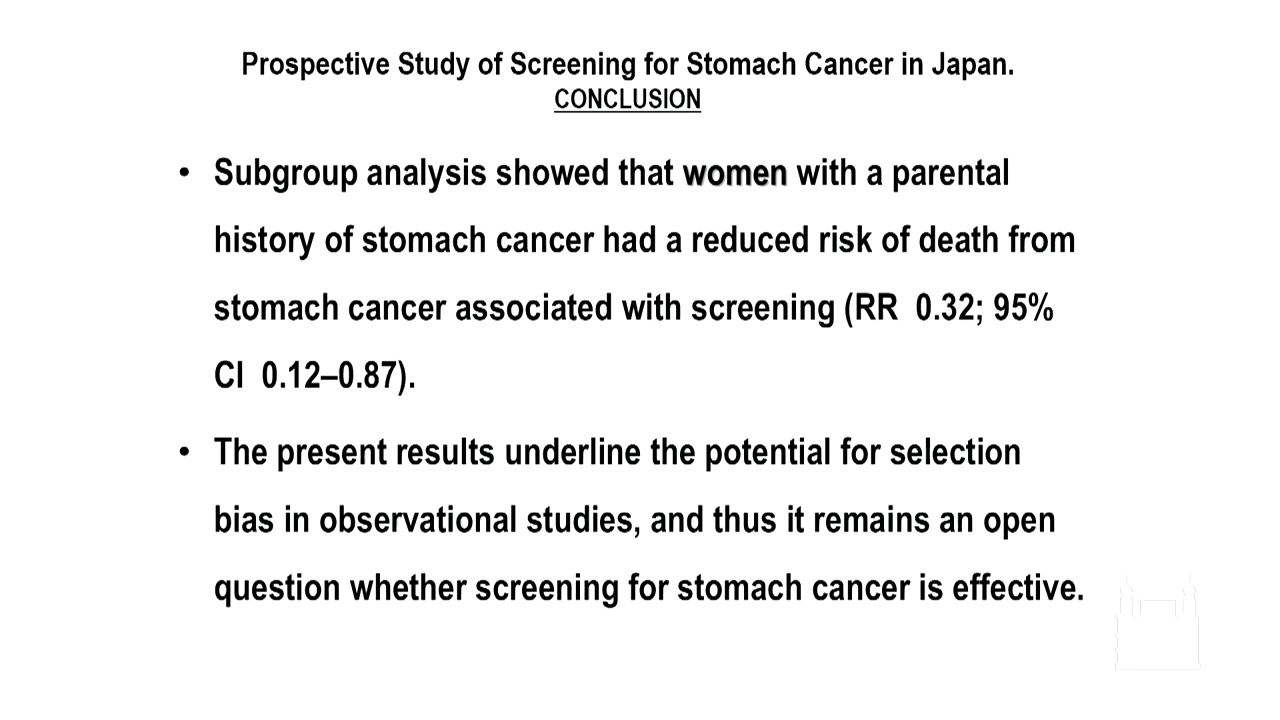 Prospective Study of Screening for Stomach Cancer in Japan.
CONCLUSION
• Subgroup analysis showed that women with a parental
history of stomach cancer had a reduced risk of death from
stomach cancer associated with screening (RR  0.32; 95%
CI  0.12–0.87).
• The present results underline the potential for selection
bias in observational studies, and thus it remains an open
question whether screening for stomach cancer is effective.